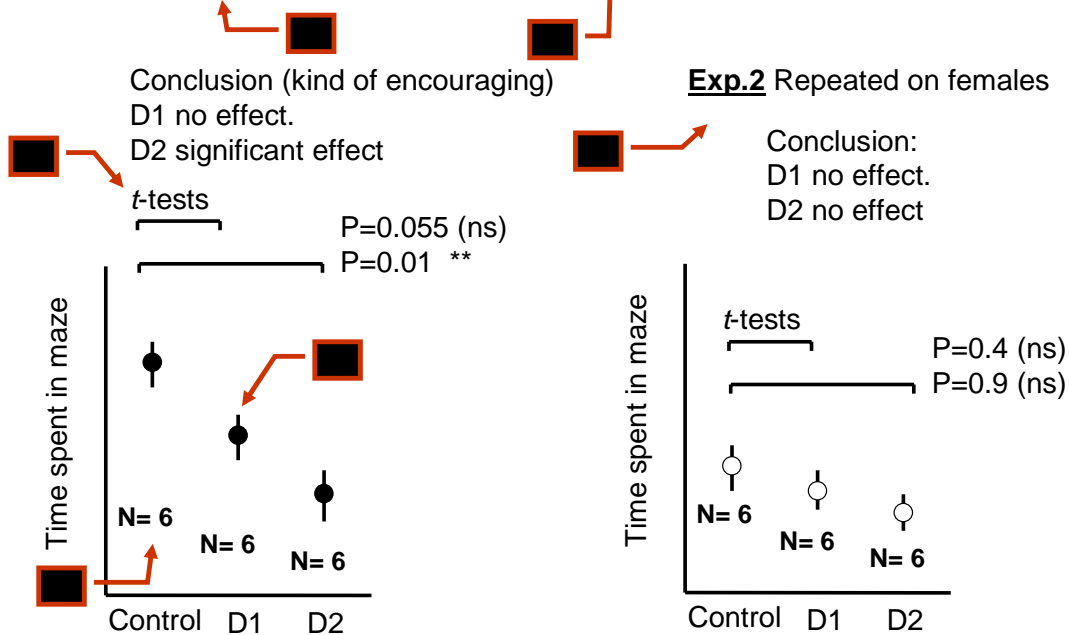 Conclusion (kind of encouraging)
D1 no effect.
D2 significant effect
t-tests
P=0.055 (ns)
P=0.01 **
Time spent in maze
N= 6
N= 6
N= 6
Control D1 D2
Exp.2 Repeated on females
Conclusion:
D1 no effect.
D2 no effect
t-tests
P=0.4 (ns)
P=0.9 (ns)
Time spent in maze
N= 6
N= 6
N= 6
Control D1 D2